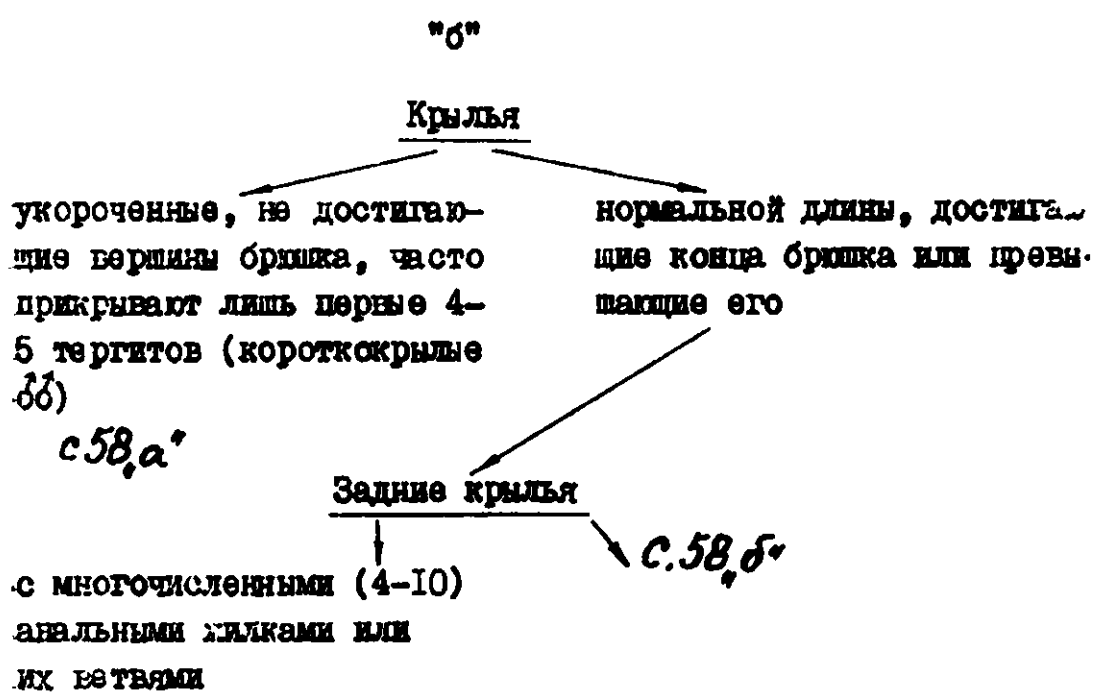 "б"
Крылья
укороченные, не достигаю-
щие вершины брюшка, часто
прикрывают лишь первые 4-
5 тергитов (короткокрылые
♂♂)
с 58 „а"
нормальной длины, достига
щие конца брюшка или превы-
шающие его
Задние крылья
с многочисленными (4-10)
анальными жилками или
их ветвями
с.58 „б"